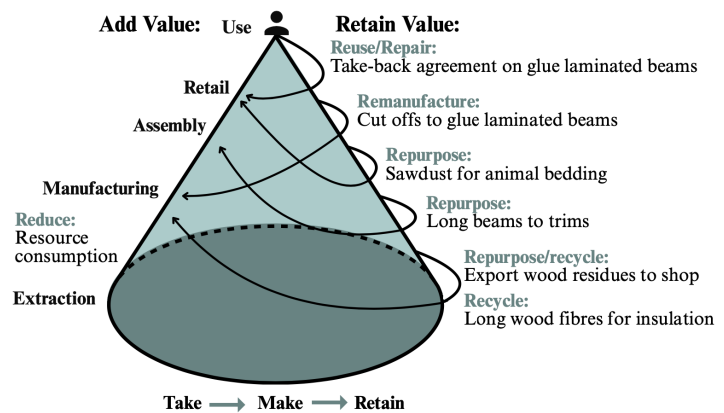 Add Value:
Use
Retain Value:
Reuse/Repair:
Take-back agreement on glue laminated beams
Retail
Remanufacture:
Cut offs to glue laminated beams
Assembly
Repurpose:
Sawdust for animal bedding
Manufacturing
Repurpose:
Long beams to trims
Reduce:
Resource
consumption
Repurpose/recycle:
Export wood residues to shop
Extraction
Recycle:
Long wood fibres for insulation
Take
Make
Retain